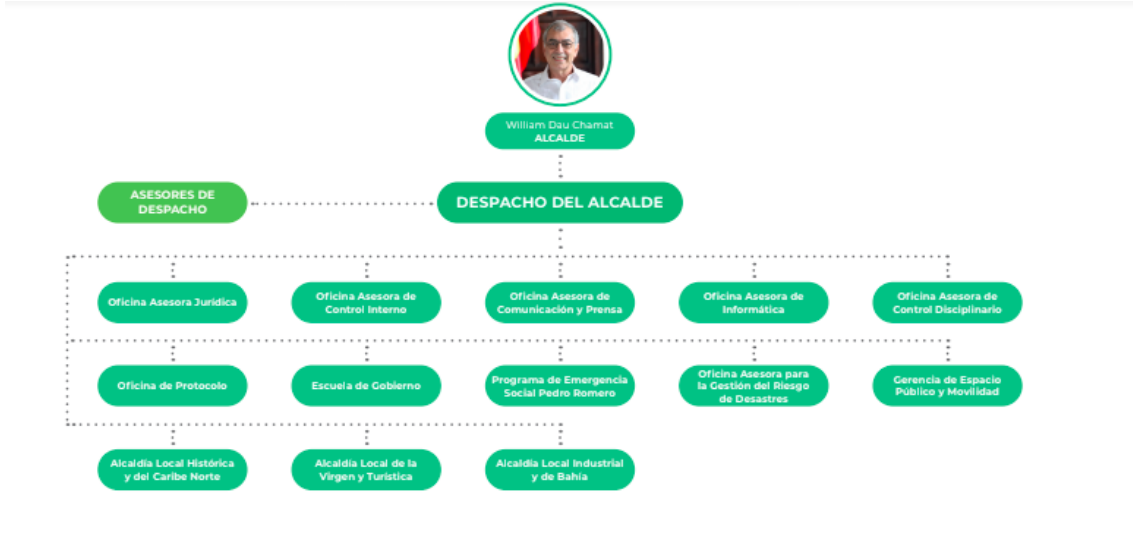 William Dau Chamat
ALCALDE
ASESORES DE
DESPACHO
DESPACHO DEL ALCALDE
Oficina Asesora Jurídica
Oficina Asesora de
Control Interno
Oficina Asesora de
Comunicación y Prensa
Oficina Asesora de
Informática
Oficina Asesora de
Control Disciplinario
Oficina de Protocolo
Escuela de Gobierno
Programa de Emergencia
Social Pedro Romero
Oficina Asesora para
la Gestión del Riesgo
de Desastres
Gerencia de Espacio
Público y Movilidad
Alcaldía Local Histórica
y del Caribe Norte
Alcaldía Local de la
Virgen y Turística
Alcaldía Local Industrial
y de Bahía